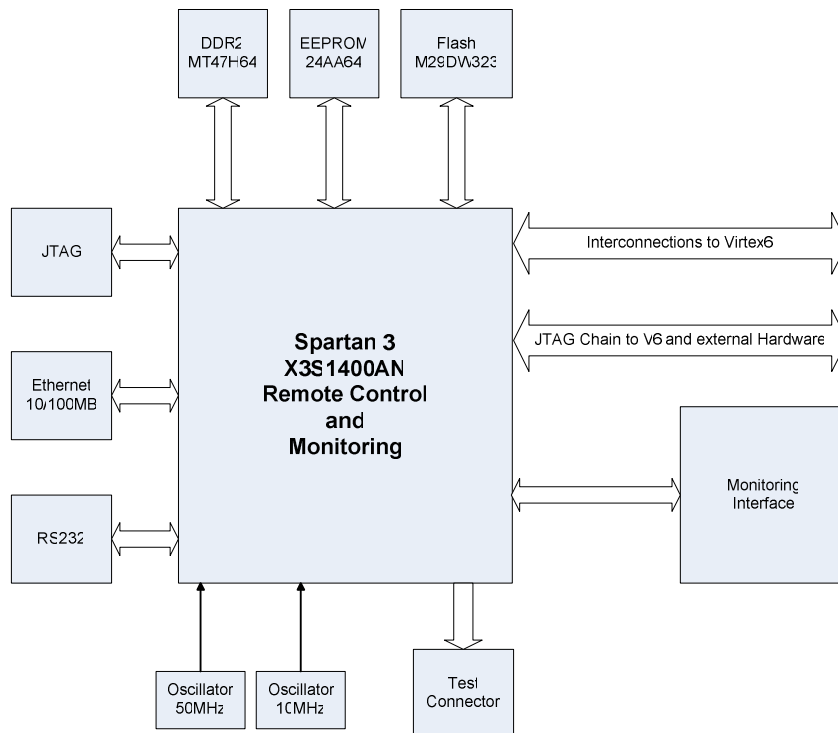 DDR2
MT47H64
EEPROM
24AA64
Flash
M29DW323
JTAG
Interconnections to Virtex6
JTAG Chain to V6 and external Hardware
Spartan 3
X3S1400AN
Remote Control
and
Monitoring
Ethernet
10/100MB
Monitoring
Interface
RS232
Oscillator
50MHz
Oscillator
10MHz
Test
Connector